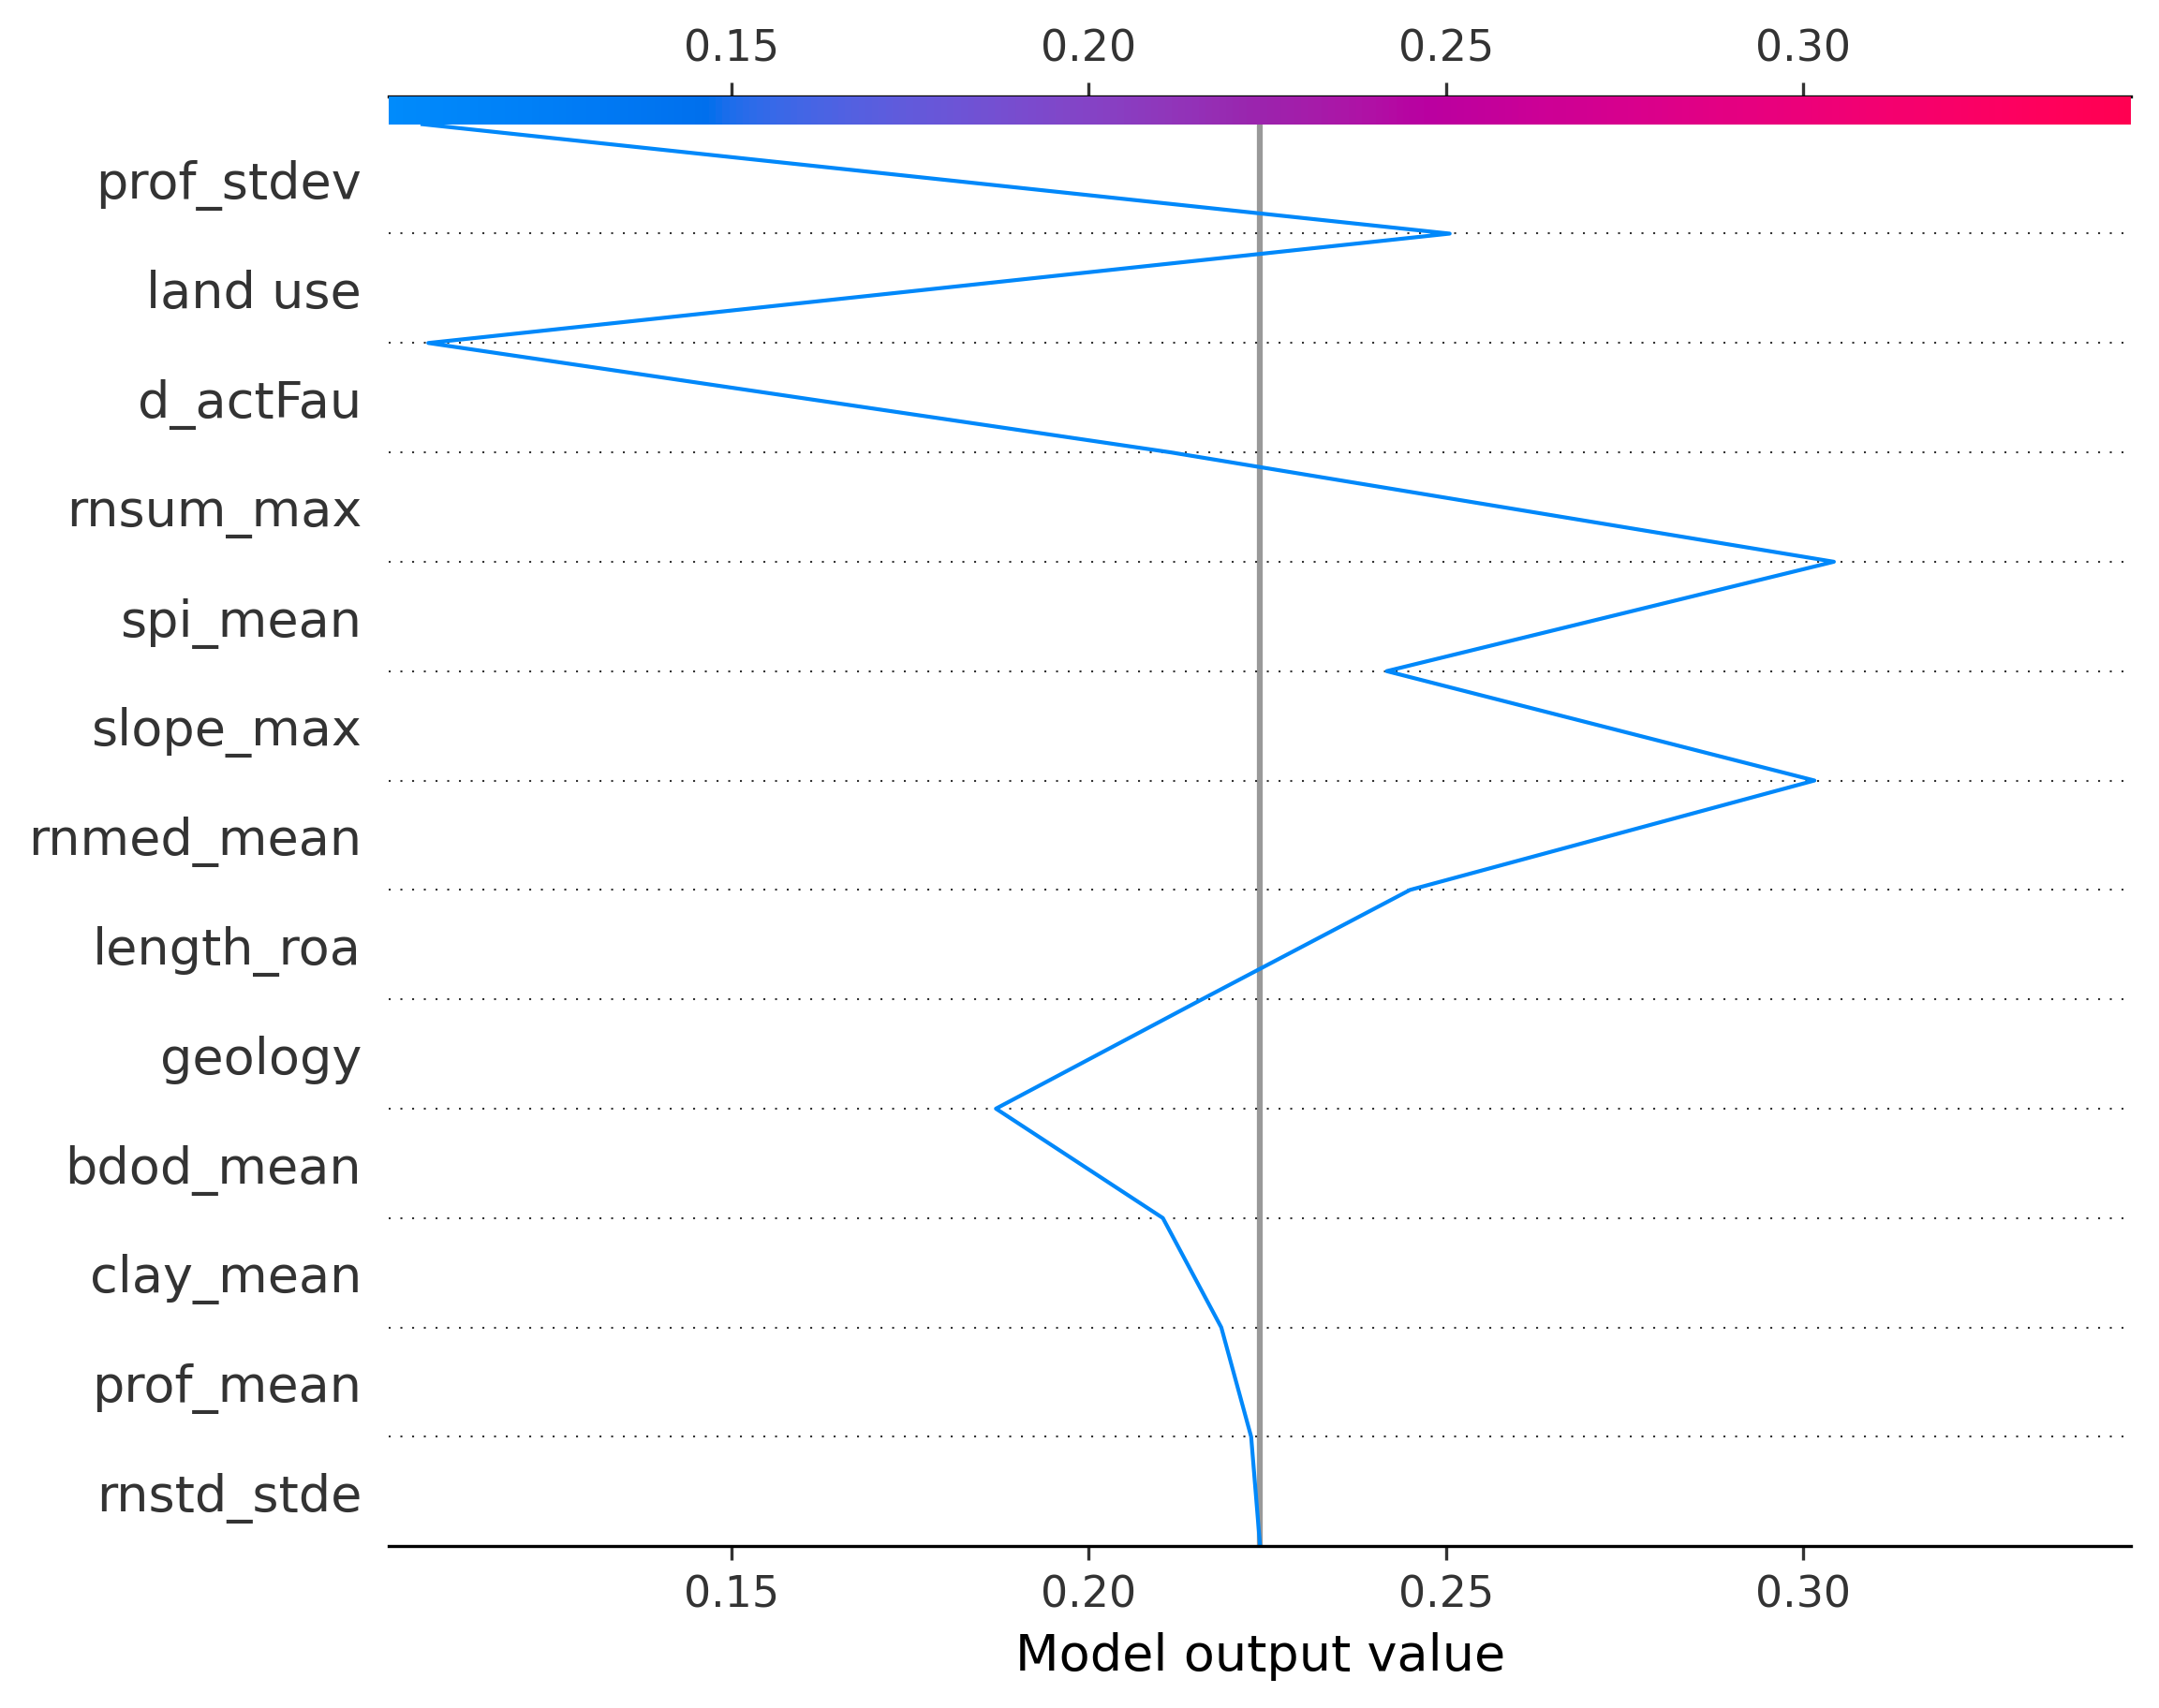 0.15 0.20 0.25 0.30
prof_stdev
land use
d_actFau
rnsum_max
spi_mean
slope_max
rnmed_mean
length_roa
geology
bdod_mean
clay_mean
prof_mean
rnstd_stde
0.15 0.20 0.25 0.30
Model output value